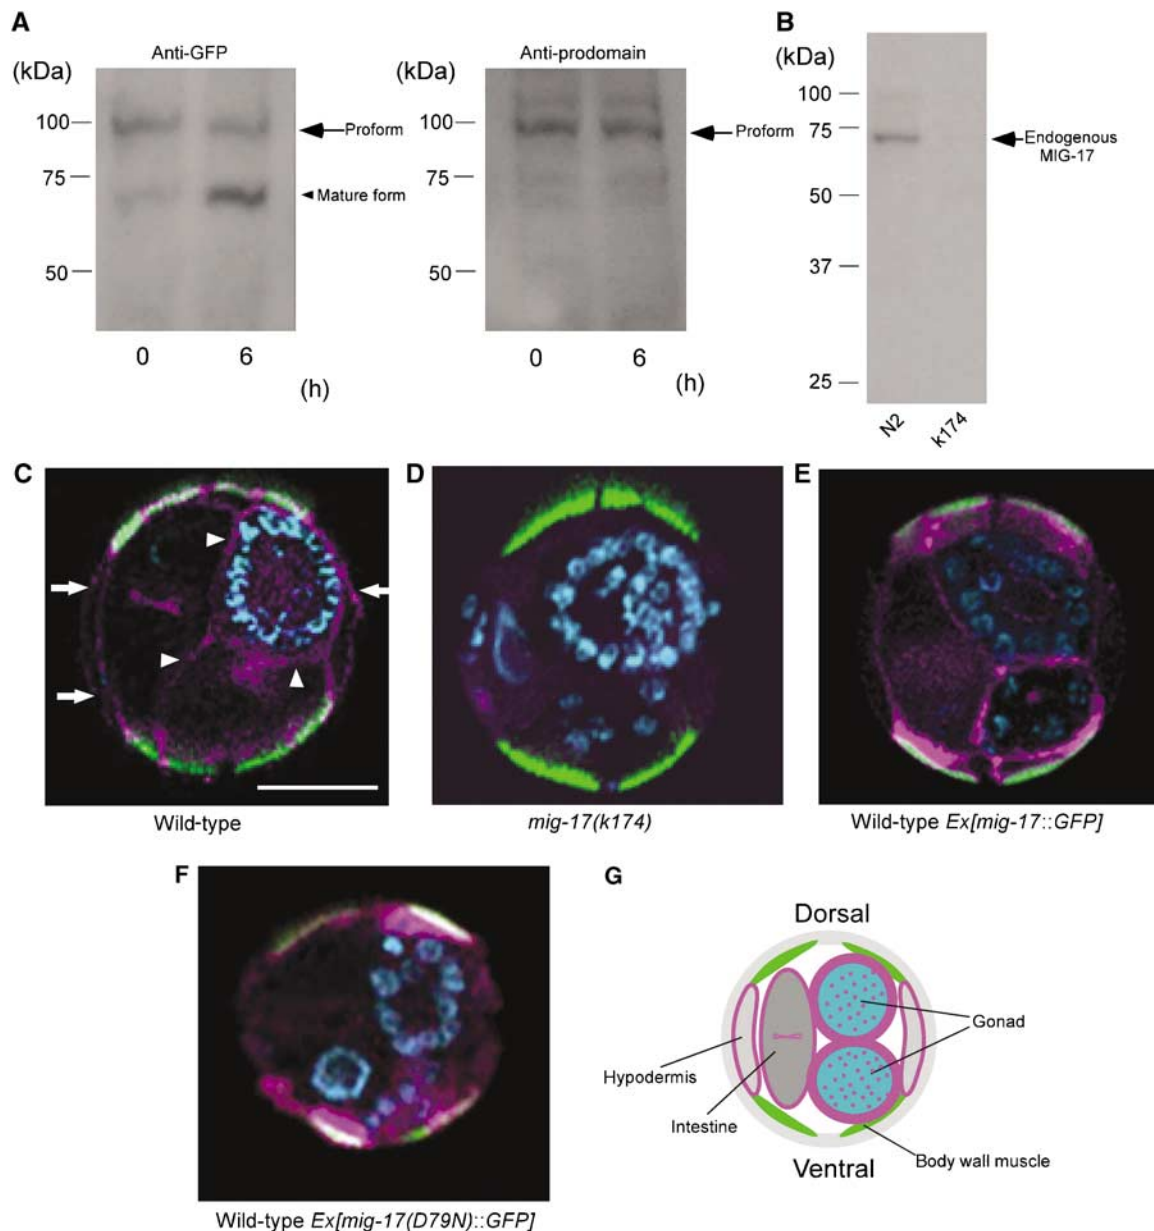 A
Anti-GFP
Anti-prodomain
B
(kDa)
(kDa)
(kDa)
100
75
50
Proform
Mature form
100
75
50
Proform
100
75
50
37
25
Endogenous
MIG-17
0
6
(h)
0
6
(h)
N2
k174
C
D
E
Wild-type
mig-17(k174)
Wild-type Ex[mig-17::GFP]
F
G
Dorsal
Gonad
Hypodermis
Intestine
Body wall muscle
Ventral
Wild-type Ex[mig-17(D79N)::GFP]